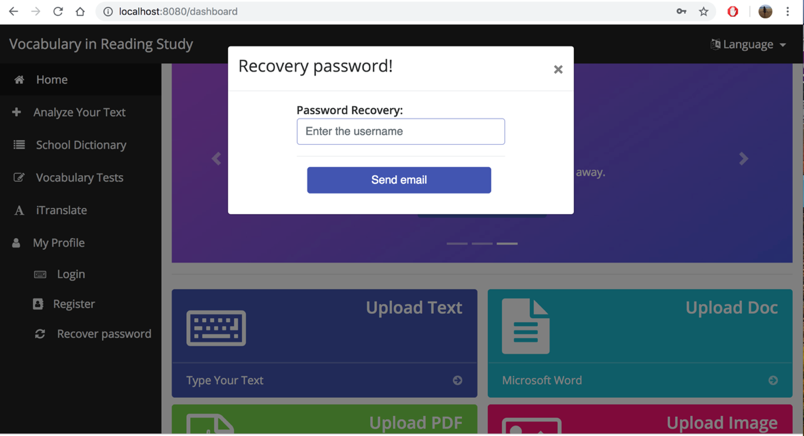 localhost:8080/dashboard
Vocabulary in Reading Study
Language
Recovery password!
×
Password Recovery:
Enter the username
Send email
away.
Home
Analyze Your Text
School Dictionary
Vocabulary Tests
iTranslate
My Profile
Login
Register
Recover password
Upload Text
Type Your Text
Upload Doc
Microsoft Word
Upload PDF
Upload Image